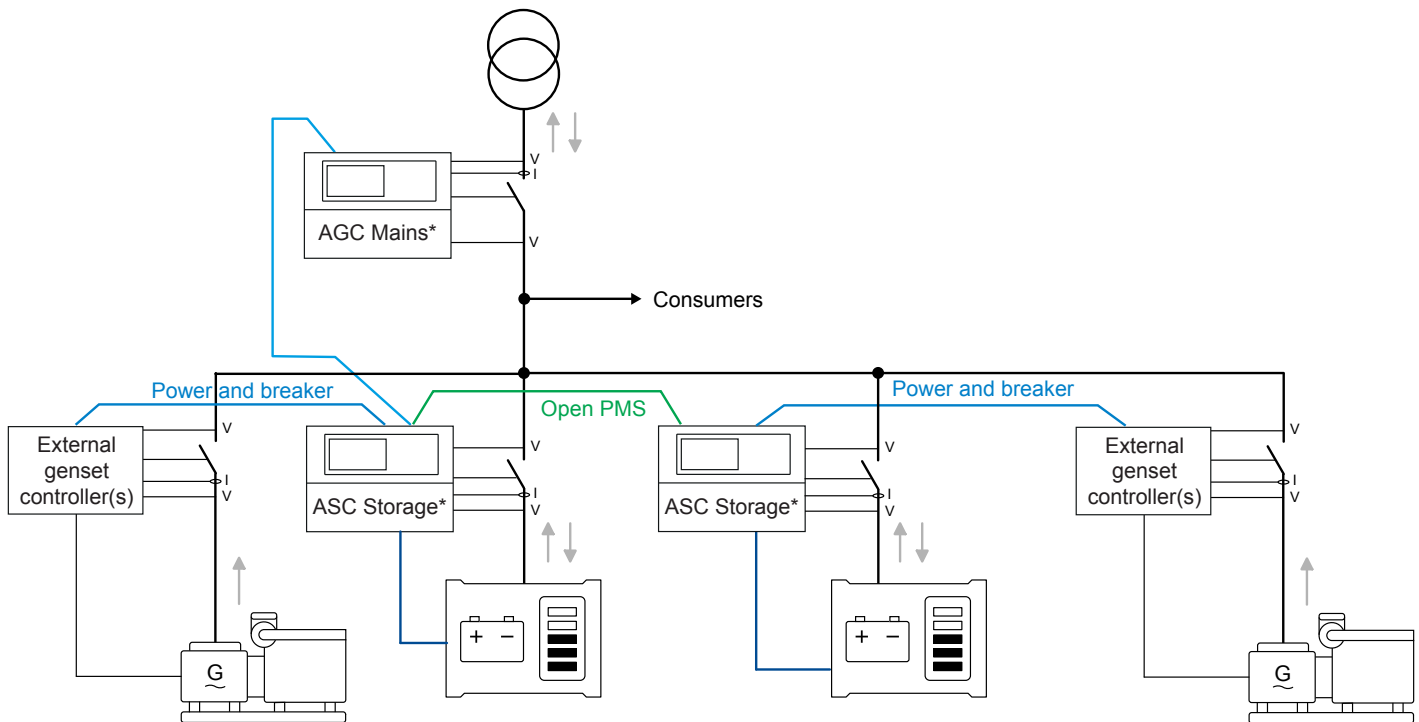 V
I
AGC Mains*
V
Consumers
Power and breaker
Open PMS
Power and breaker
External
genset
controller(s)
V
I
V
ASC Storage*
V
I
V
ASC Storage*
V
I
V
External
genset
controller(s)
V
I
V
G
~
+ −
+ −
G
~